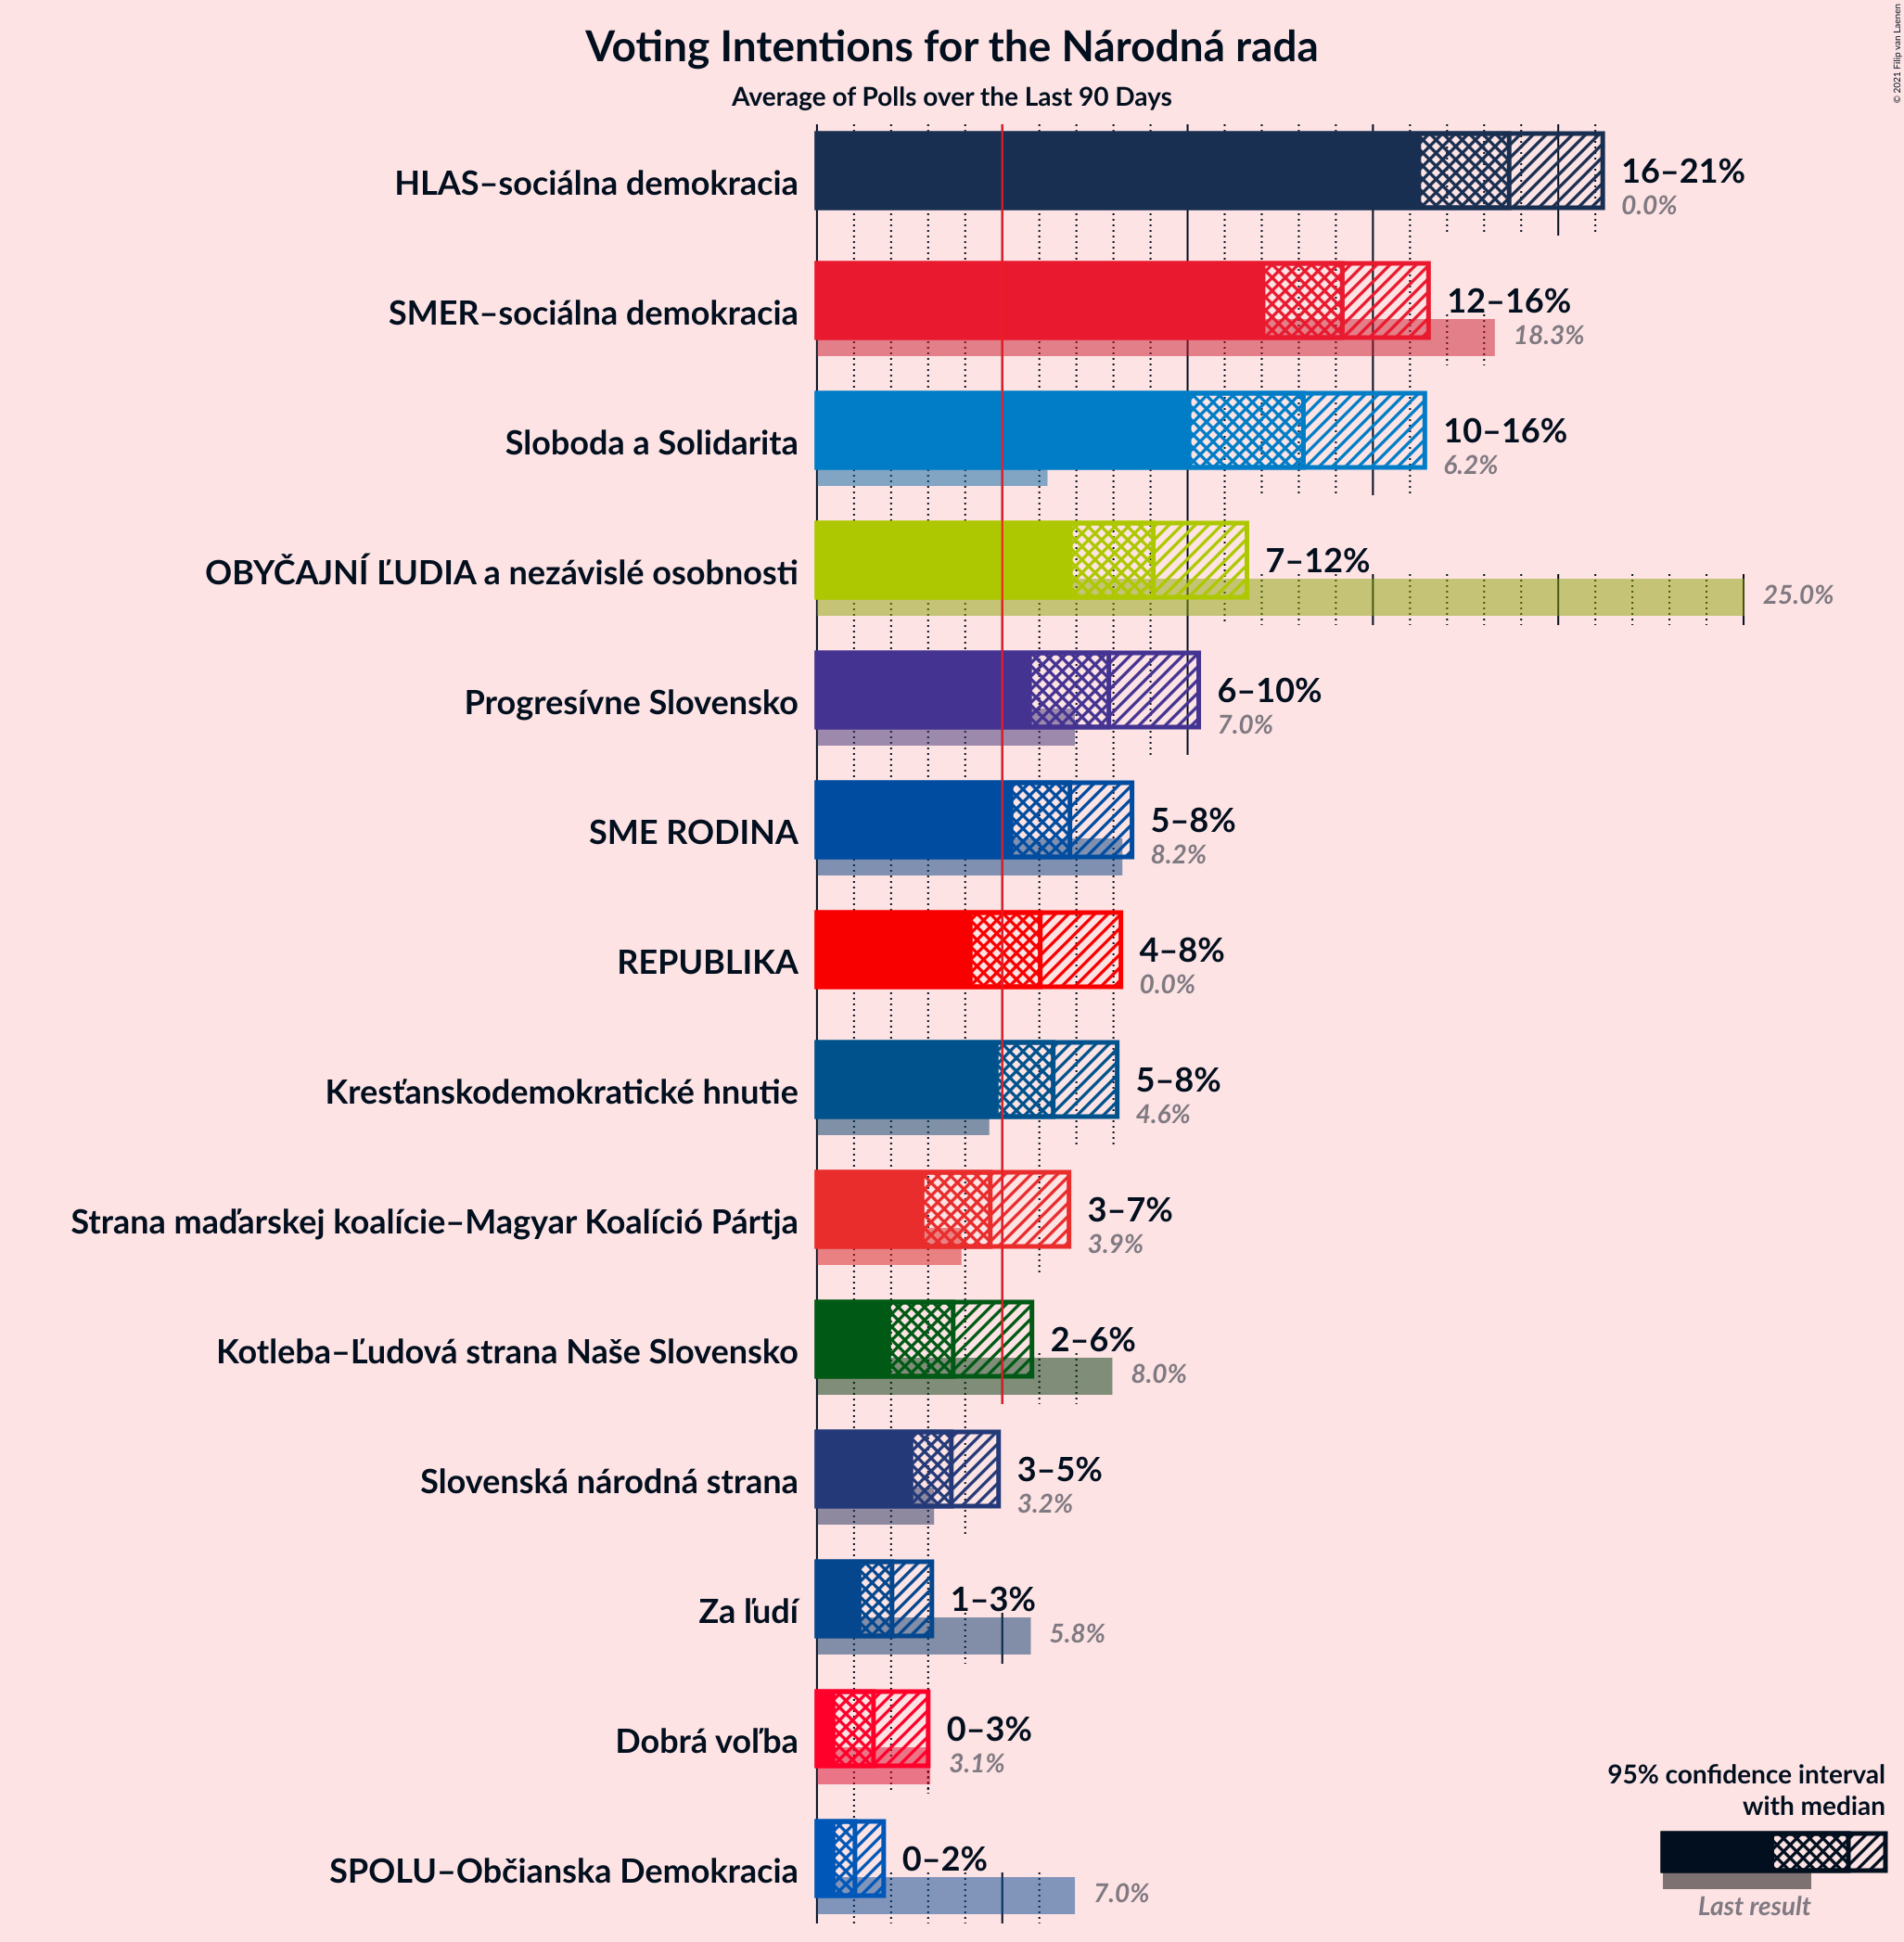 Voting Intentions for the Národná rada
Average of Polls over the Last 90 Days
© 2021 Filip van Laenen
HLAS–sociálna demokracia
16–21%
0.0%
SMER–sociálna demokracia
12–16%
18.3%
Sloboda a Solidarita
10–16%
6.2%
OBYČAJNÍ ĽUDIA a nezávislé osobnosti
7–12%
25.0%
Progresívne Slovensko
6–10%
7.0%
SME RODINA
5–8%
8.2%
REPUBLIKA
4–8%
0.0%
Kresťanskodemokratické hnutie
5–8%
4.6%
Strana maďarskej koalície–Magyar Koalíció Pártja
3–7%
3.9%
Kotleba–Ľudová strana Naše Slovensko
2–6%
8.0%
Slovenská národná strana
3–5%
3.2%
Za ľudí
1–3%
5.8%
Dobrá voľba
0–3%
3.1%
SPOLU–Občianska Demokracia
0–2%
7.0%
95% confidence interval
with median
Last result